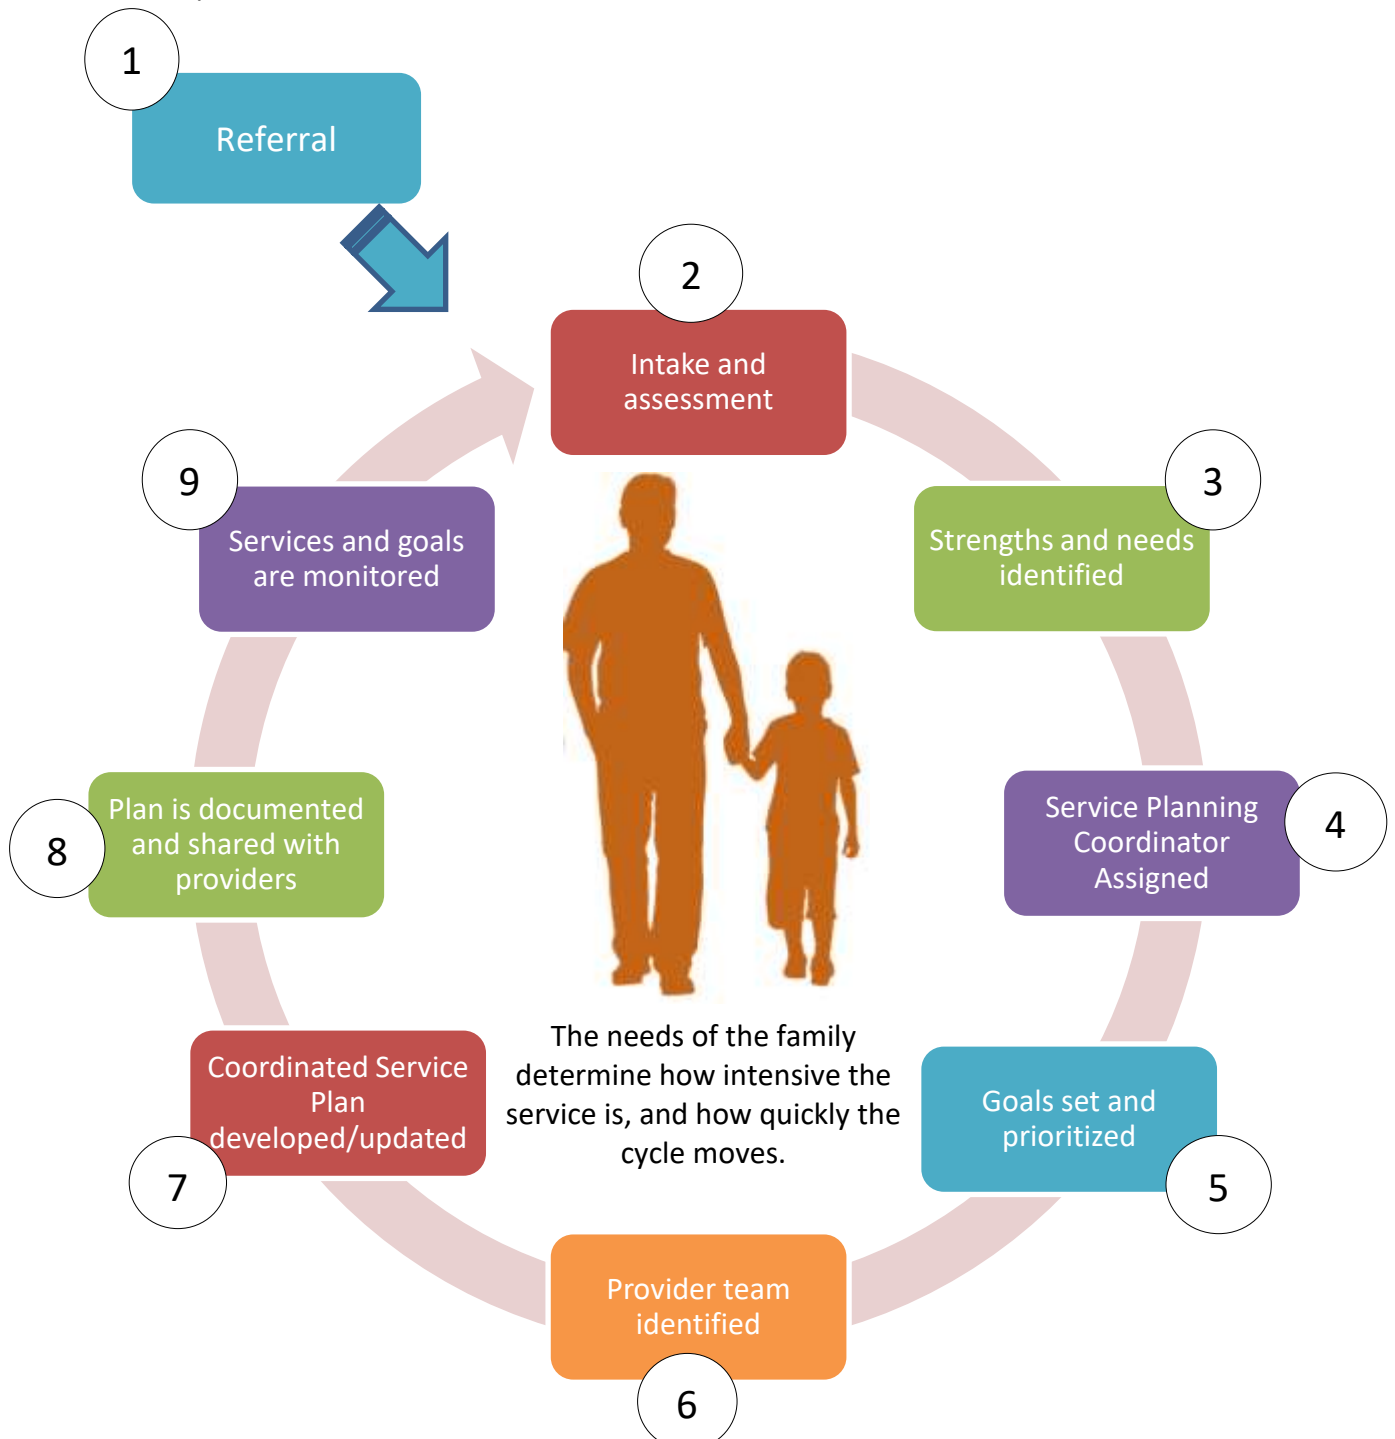 1
Referral
2
Intake and
assessment
3
Strengths and needs
identified
4
Service Planning
Coordinator
Assigned
5
Goals set and
prioritized
6
Provider team
identified
7
Coordinated Service
Plan
developed/updated
8
Plan is documented
and shared with
providers
9
Services and goals
are monitored
The needs of the family
determine how intensive the
service is, and how quickly the
cycle moves.